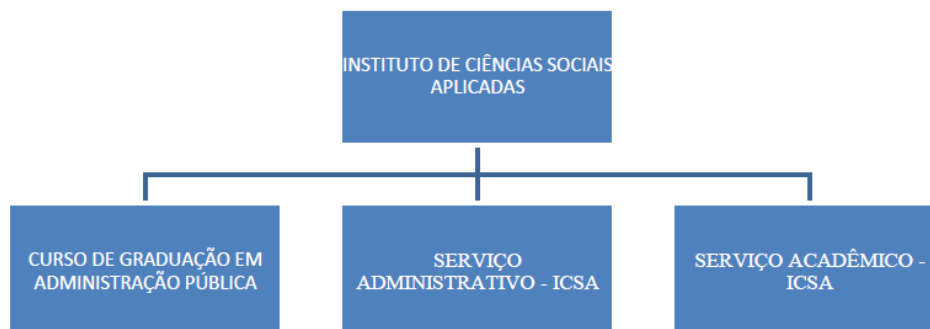 INSTITUTO DE CIÊNCIAS SOCIAIS
APLICADAS
CURSO DE GRADUAÇÃO EM
ADMINISTRAÇÃO PÚBLICA
SERVIÇO
ADMINISTRATIVO - ICSA
SERVIÇO ACADÊMICO -
ICSA